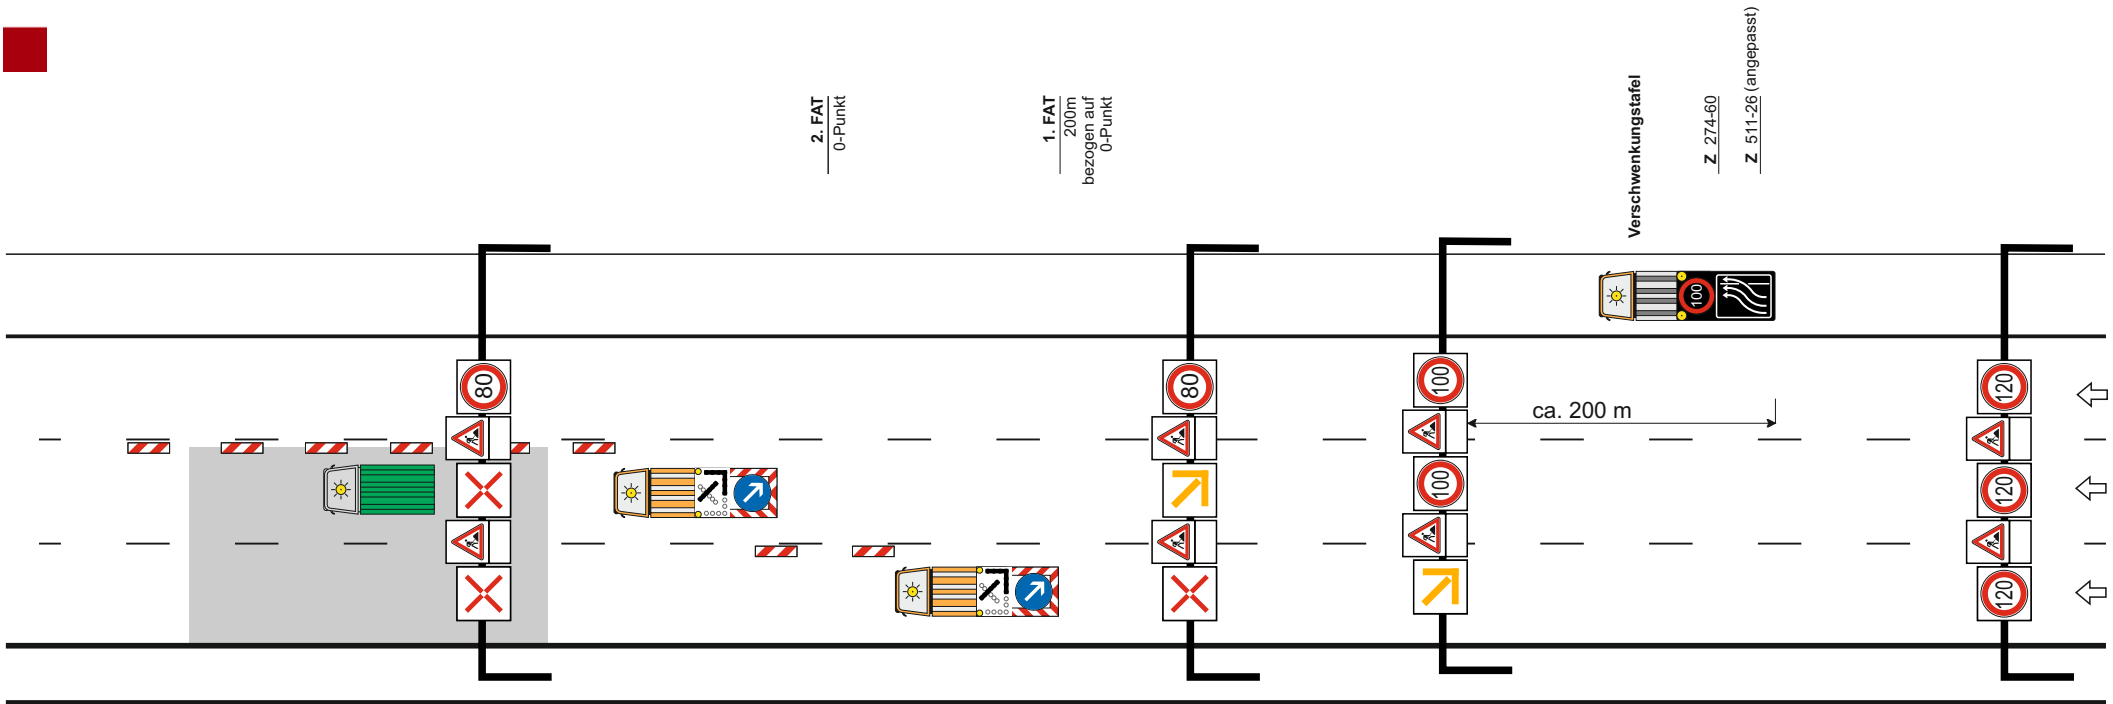 2. FAT
0-Punkt
1. FAT
200m
bezogen auf
0-Punkt
Verschwenkungstafel
Z 274-60
Z 511-26 (angepasst)
100
80
80
100
ca. 200 m
100
120
120
120